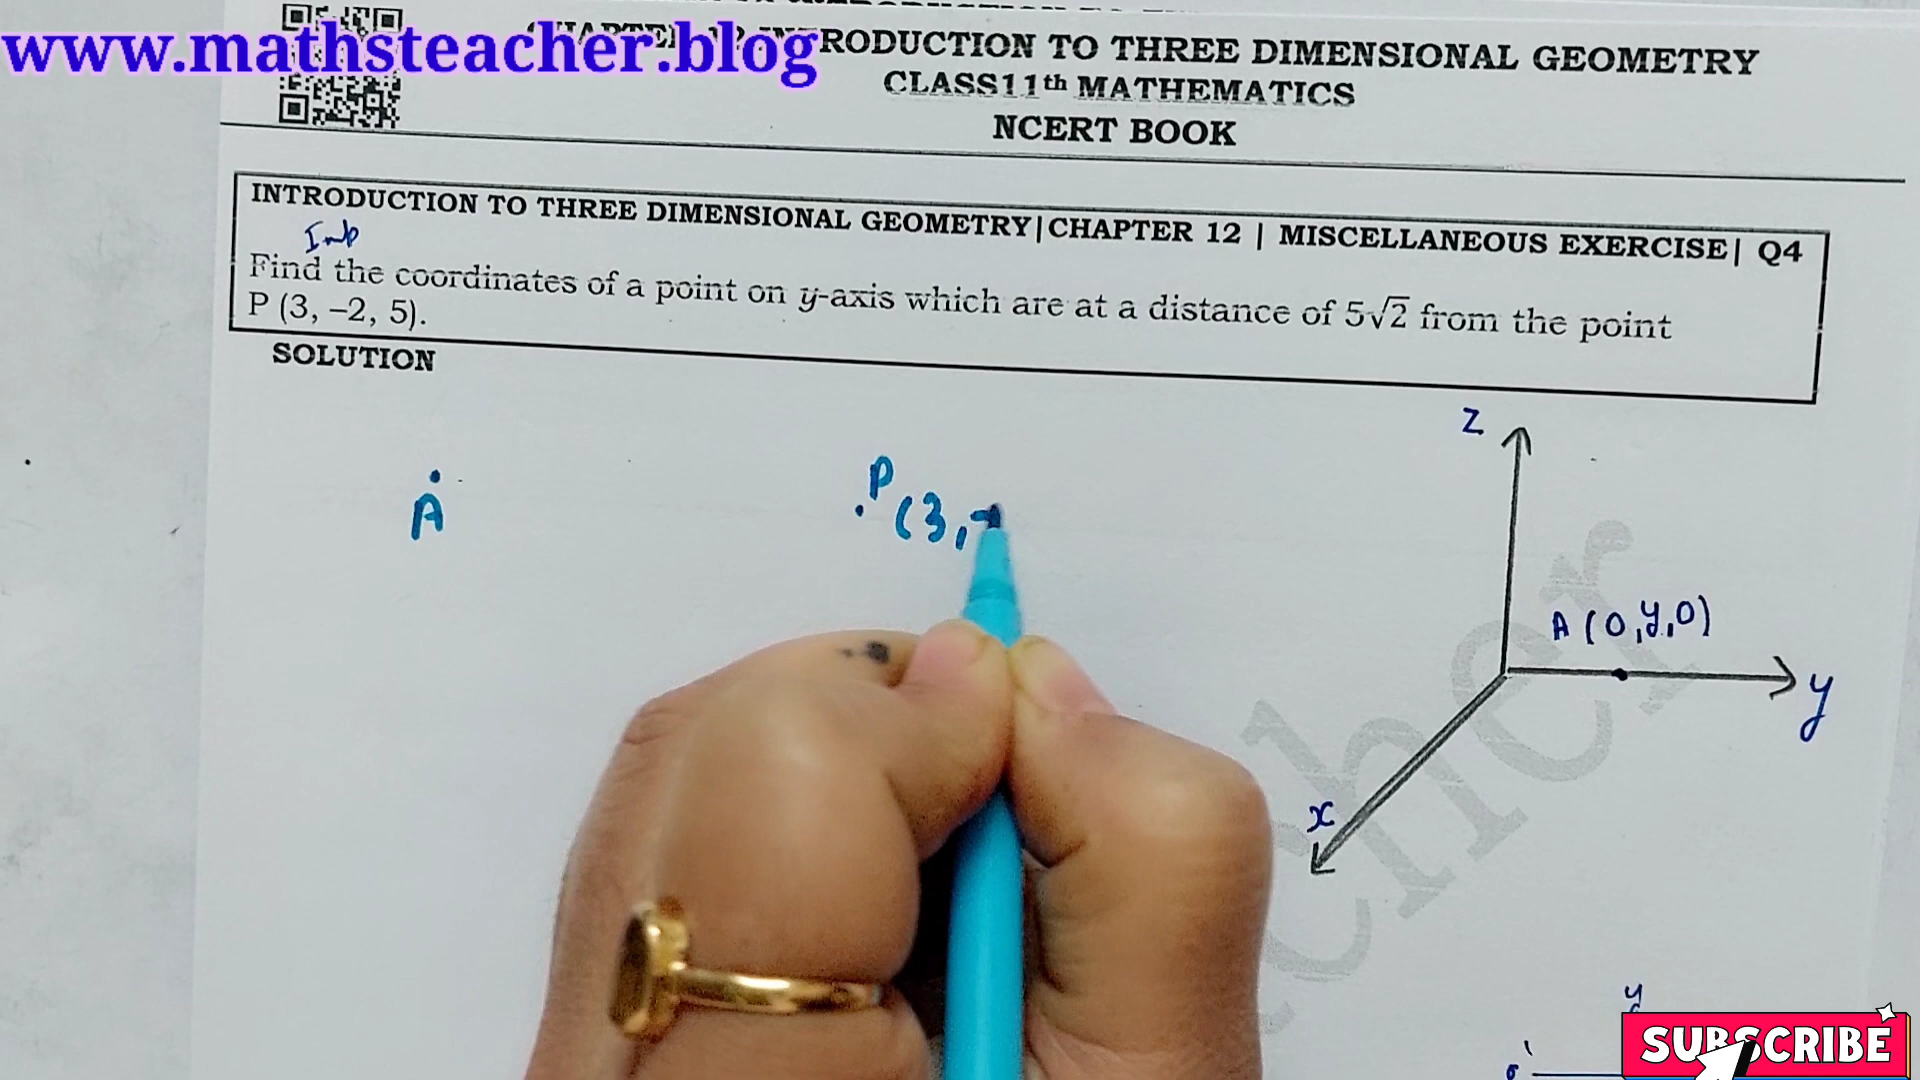 www.mathsteacher.blog
RODUCTION TO THREE DIMENSIONAL GEOMETRY
CLASS11th MATHEMATICS
NCERT BOOK
INTRODUCTION TO THREE DIMENSIONAL GEOMETRY|CHAPTER 12 | MISCELLANEOUS EXERCISE| Q4
Imp
Find the coordinates of a point on y-axis which are at a distance of 5√2 from the point
P (3, –2, 5).
SOLUTION
z
A
P
(3, -
A (0, y, 0)
y
x
y
SUBSCRIBE